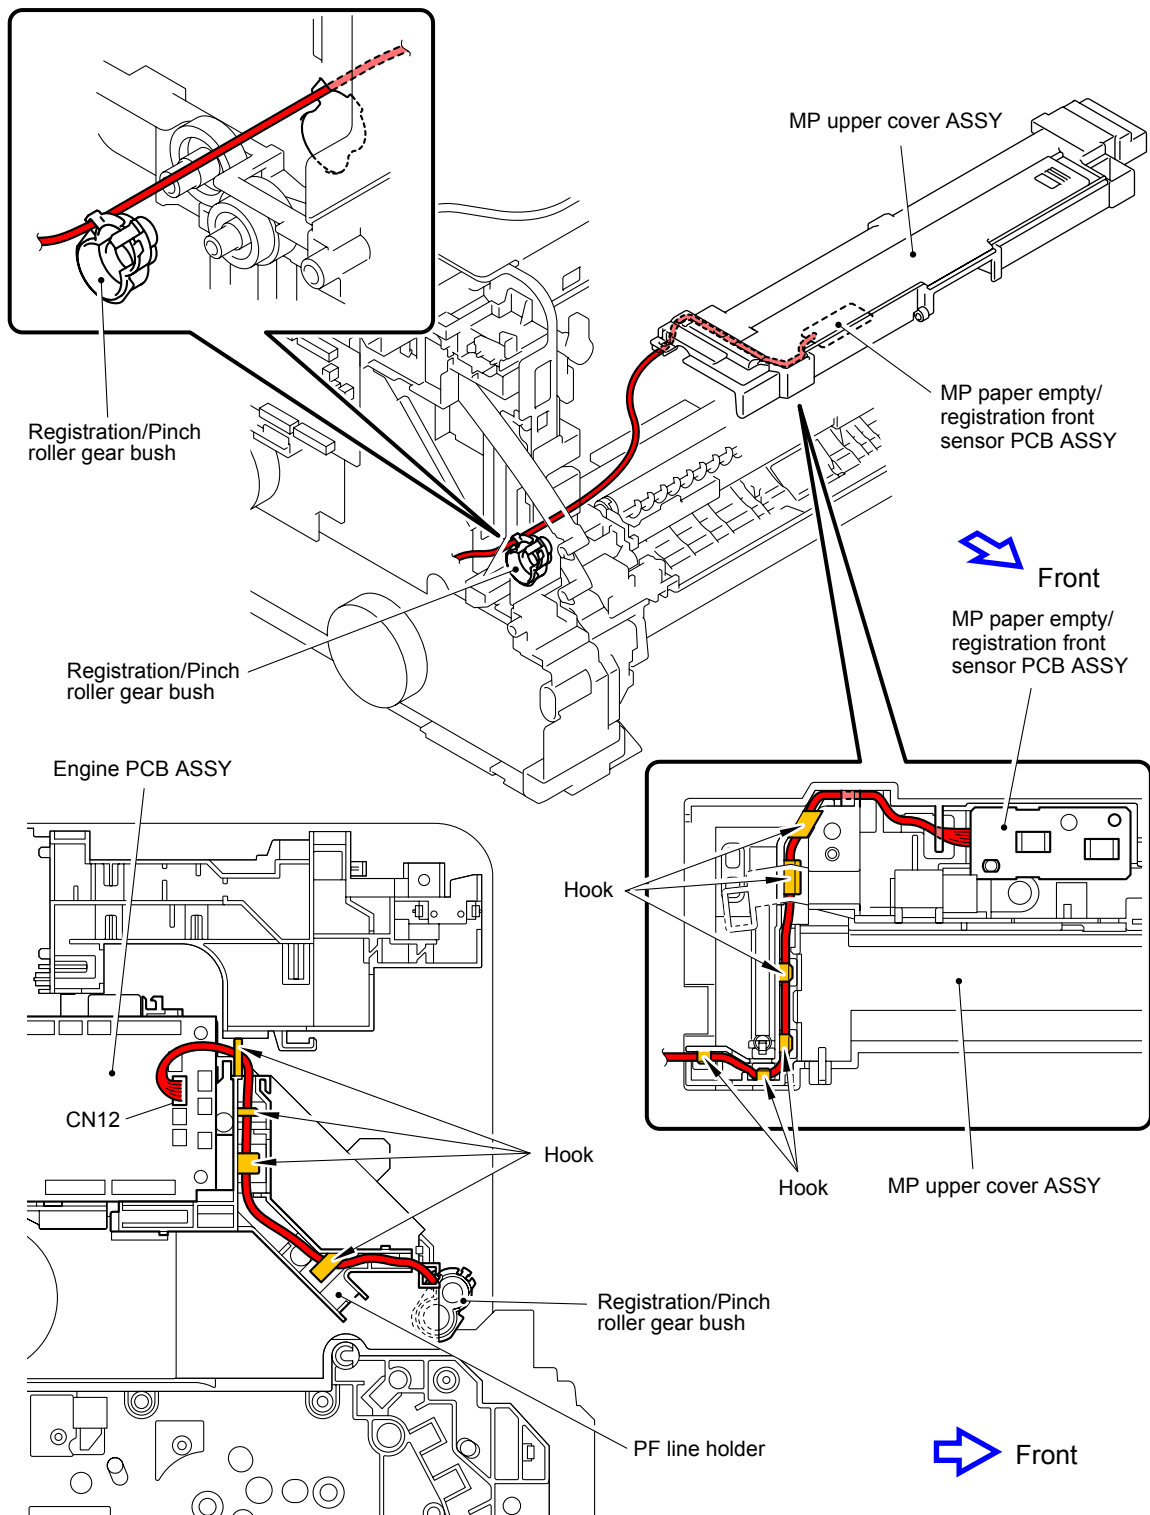 MP upper cover ASSY
MP paper empty/
registration front
sensor PCB ASSY
Registration/Pinch
roller gear bush
Front
MP paper empty/
registration front
sensor PCB ASSY
Registration/Pinch
roller gear bush
Engine PCB ASSY
Hook
CN12
Hook
Hook
MP upper cover ASSY
Registration/Pinch
roller gear bush
PF line holder
Front